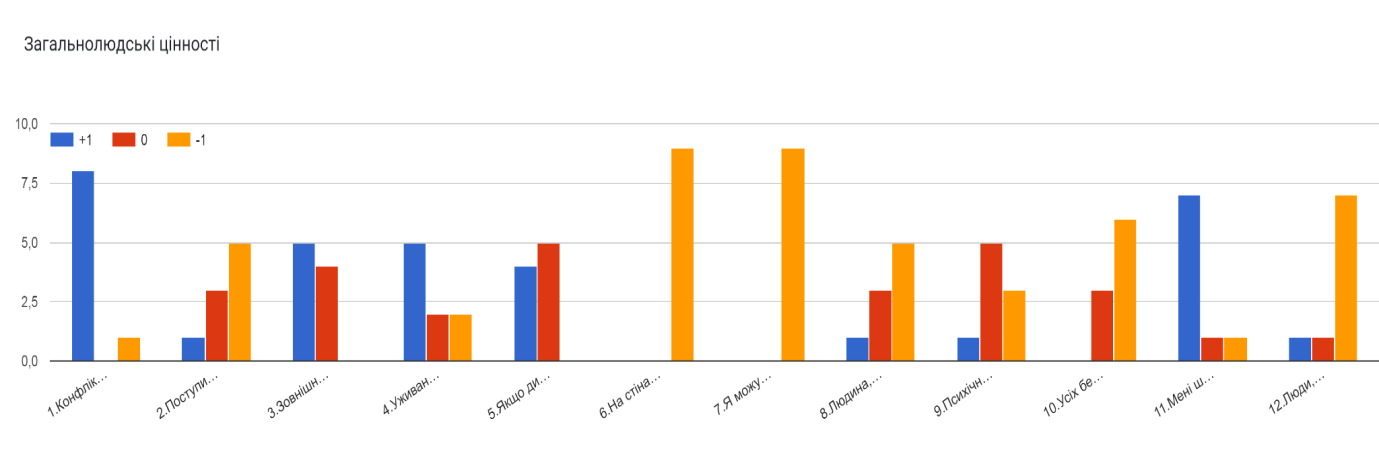 Загальнолюдські цінності
10,0
+1 0 -1
7,5
5,0
2,5
0,0
1.Конфлік…
2.Поступи…
3.Зовнішн…
4.Уживан…
5.Якщо ди…
6.На стіна…
7.Я можу…
8.Людина,…
9.Психічн…
10.Усіх бе…
11.Мені ш…
12.Люди,…